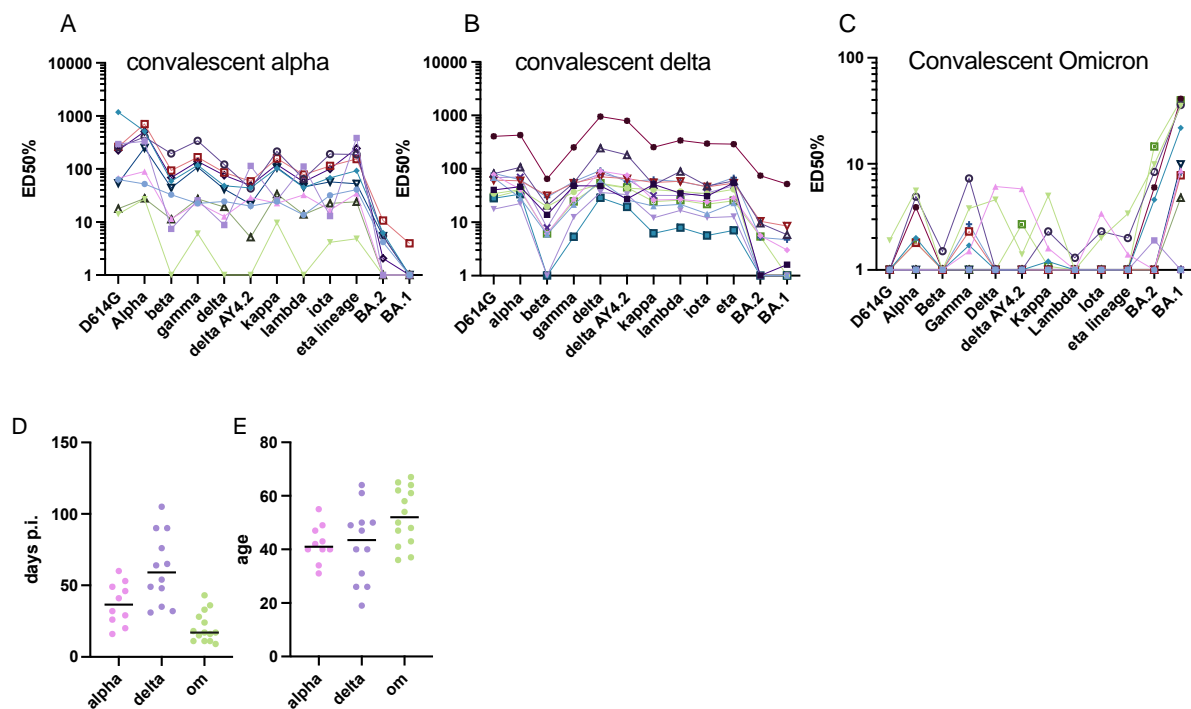 A
B
C
convalescent alpha
convalescent delta
Convalescent Omicron
ED50%
10000
1000
100
10
1
D614G
Alpha
beta
gamma
delta
delta AY4.2
kappa
lambda
iota
eta lineage
BA.2
BA.1
ED50%
10000
1000
100
10
1
D614G
alpha
beta
gamma
delta
delta AY4.2
kappa
lambda
iota
eta
BA.2
BA.1
ED50%
100
10
1
D614G
Alpha
Beta
Gamma
Delta
delta AY4.2
Kappa
Lambda
Iota
eta lineage
BA.2
BA.1
D
E
days p.i.
150
100
50
0
alpha
delta
om
age
80
60
40
20
0
alpha
delta
om